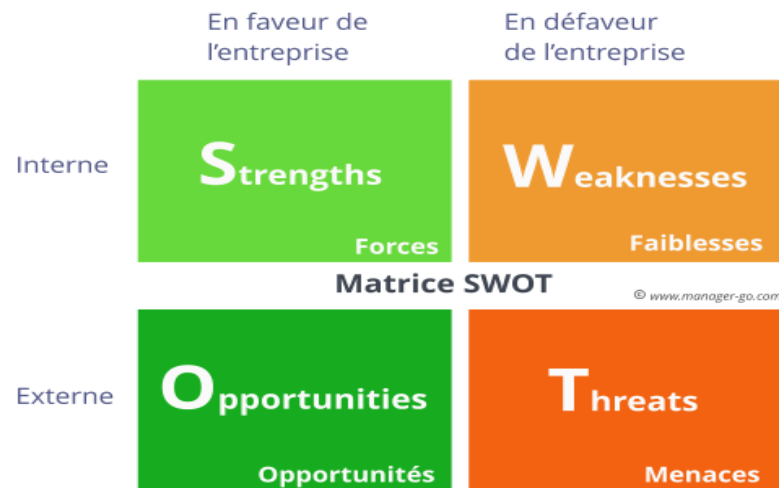 En faveur de
l'entreprise
En défaveur
de l'entreprise
Interne
Strengths
Forces
Weaknesses
Faiblesses
Matrice SWOT
© www.manager-go.com
Externe
Opportunities
Opportunités
Threats
Menaces